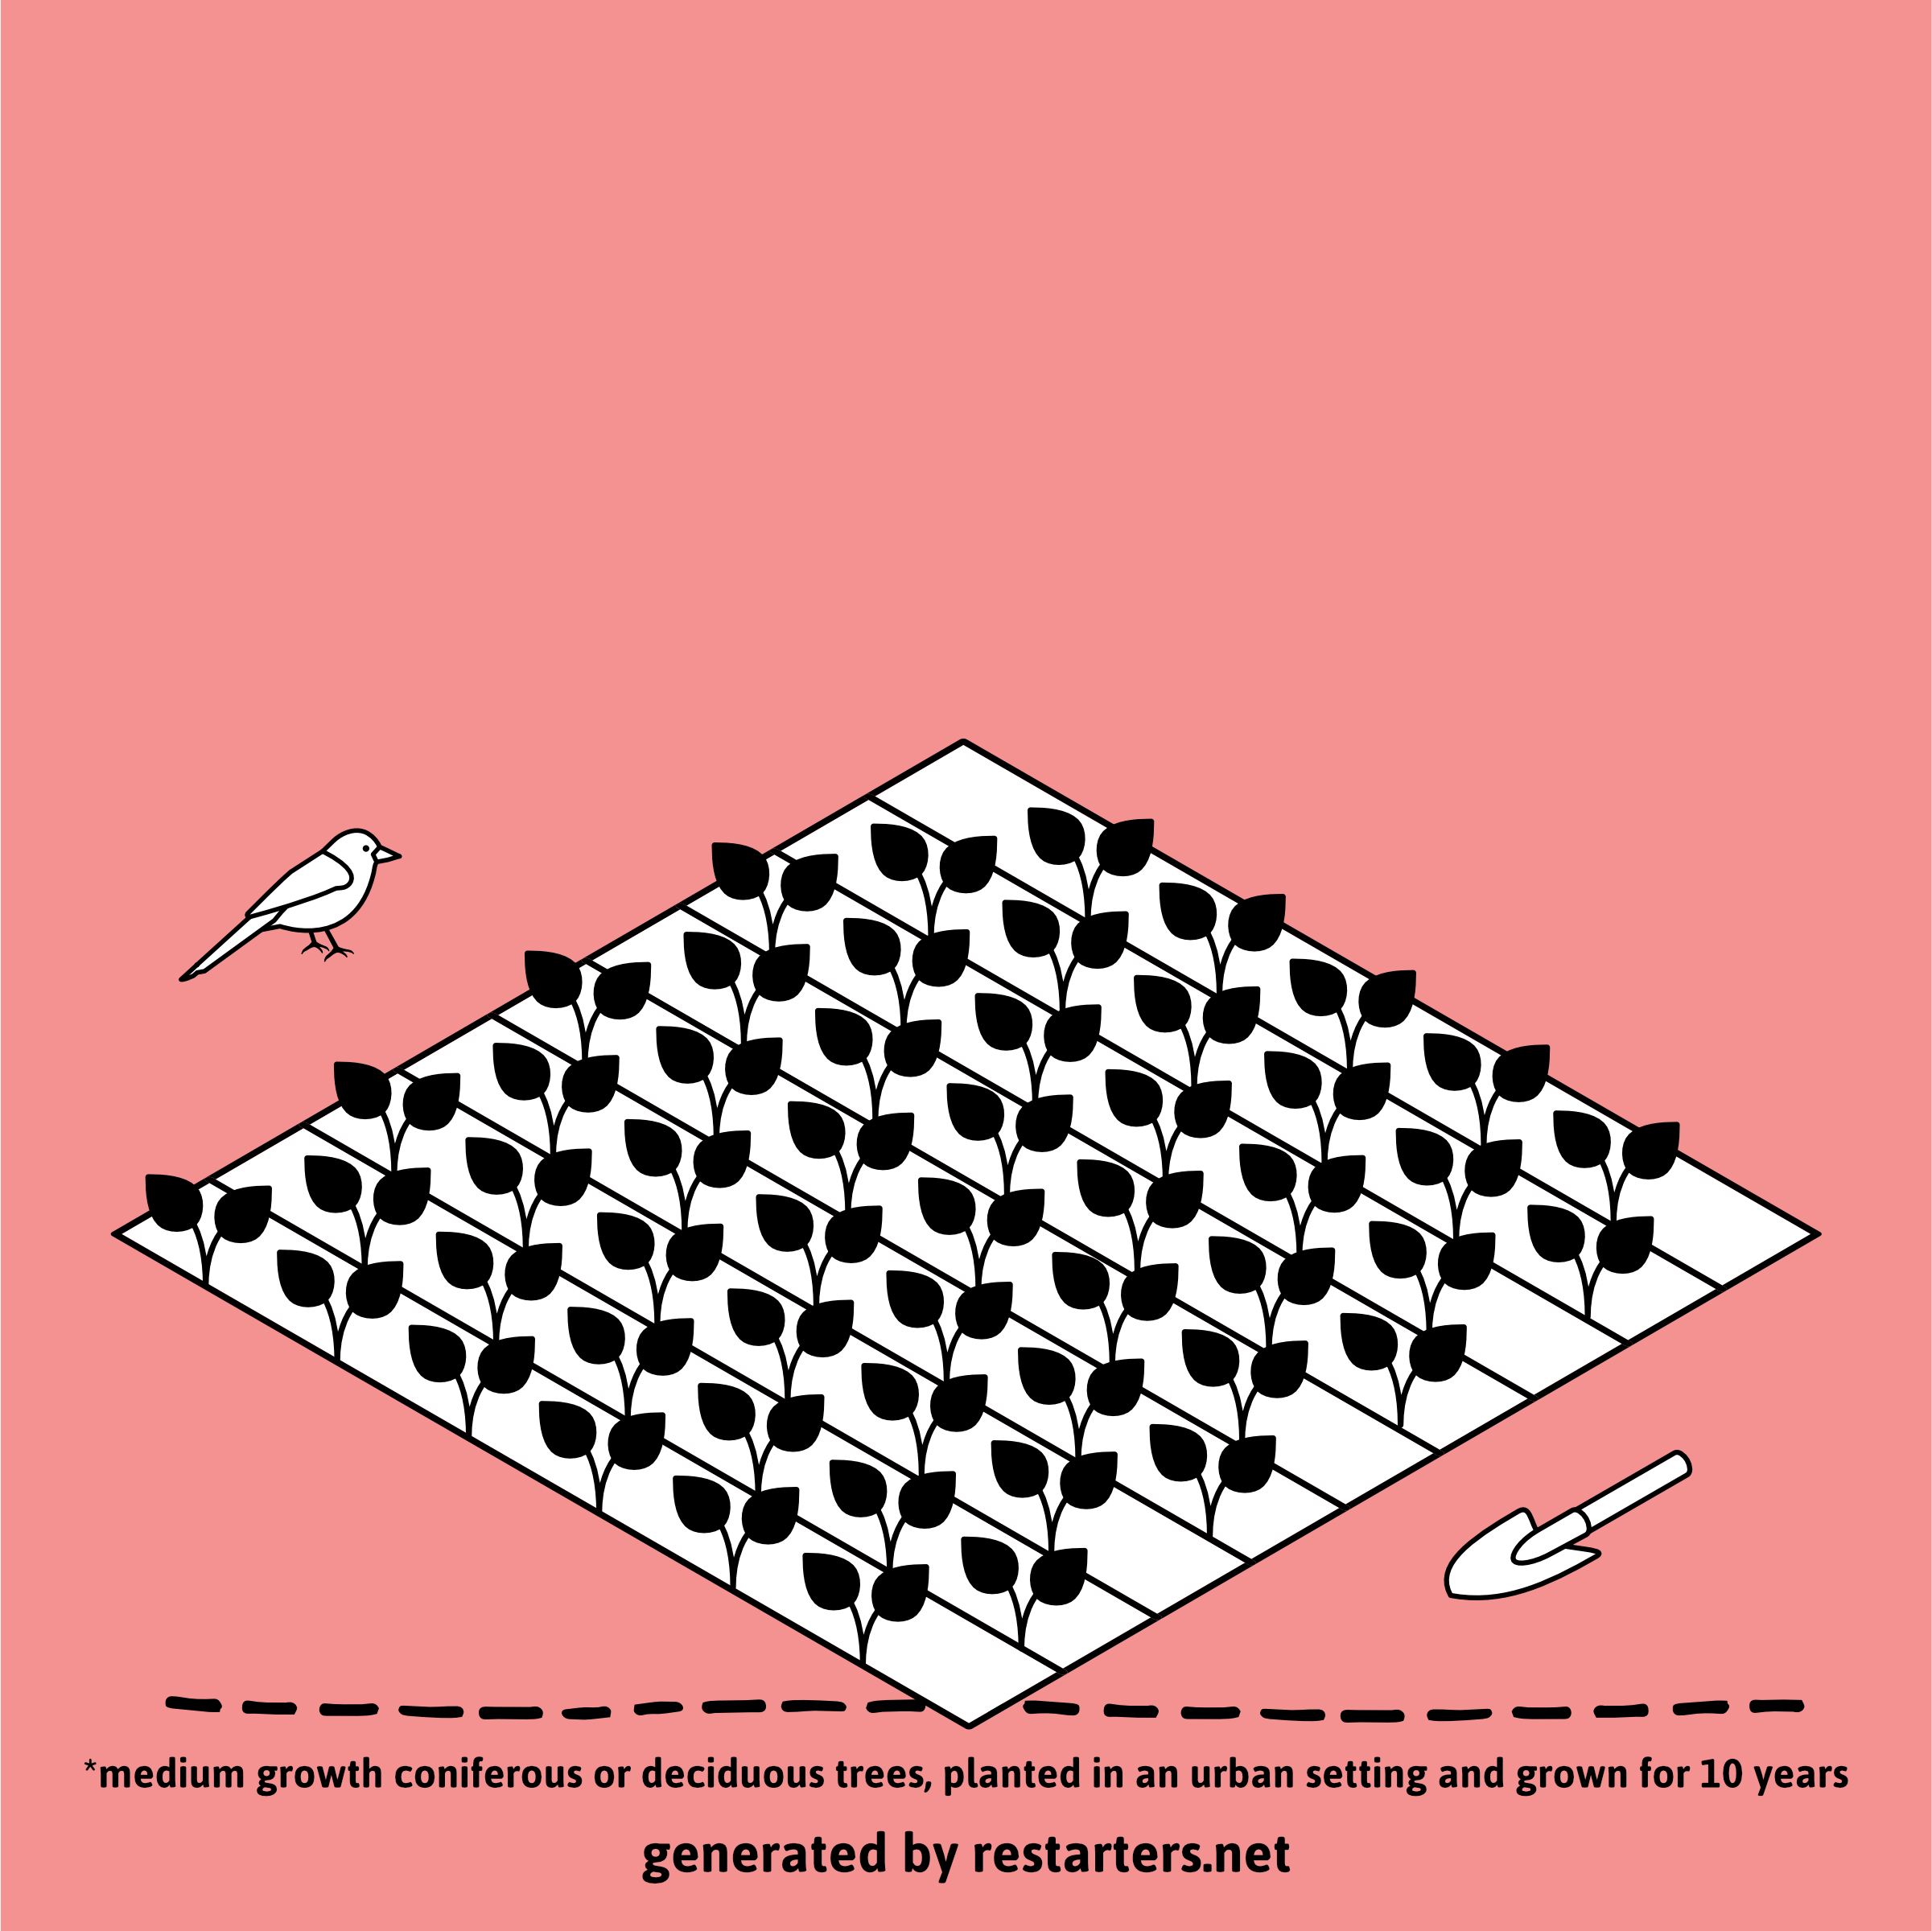 *medium growth coniferous or deciduous trees, planted in an urban setting and grown for 10 years
generated by restarters.net